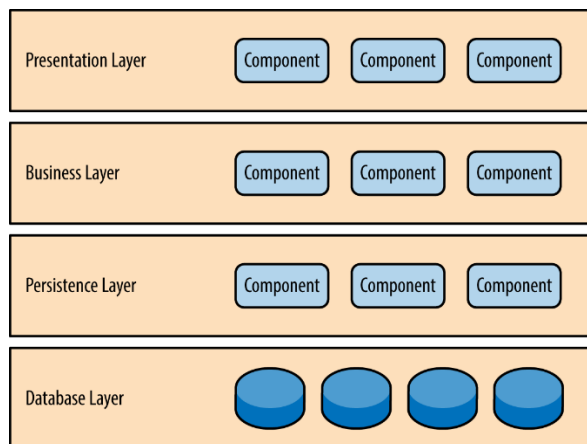 Presentation Layer Component Component Component
Business Layer Component Component Component
Persistence Layer Component Component Component
Database Layer